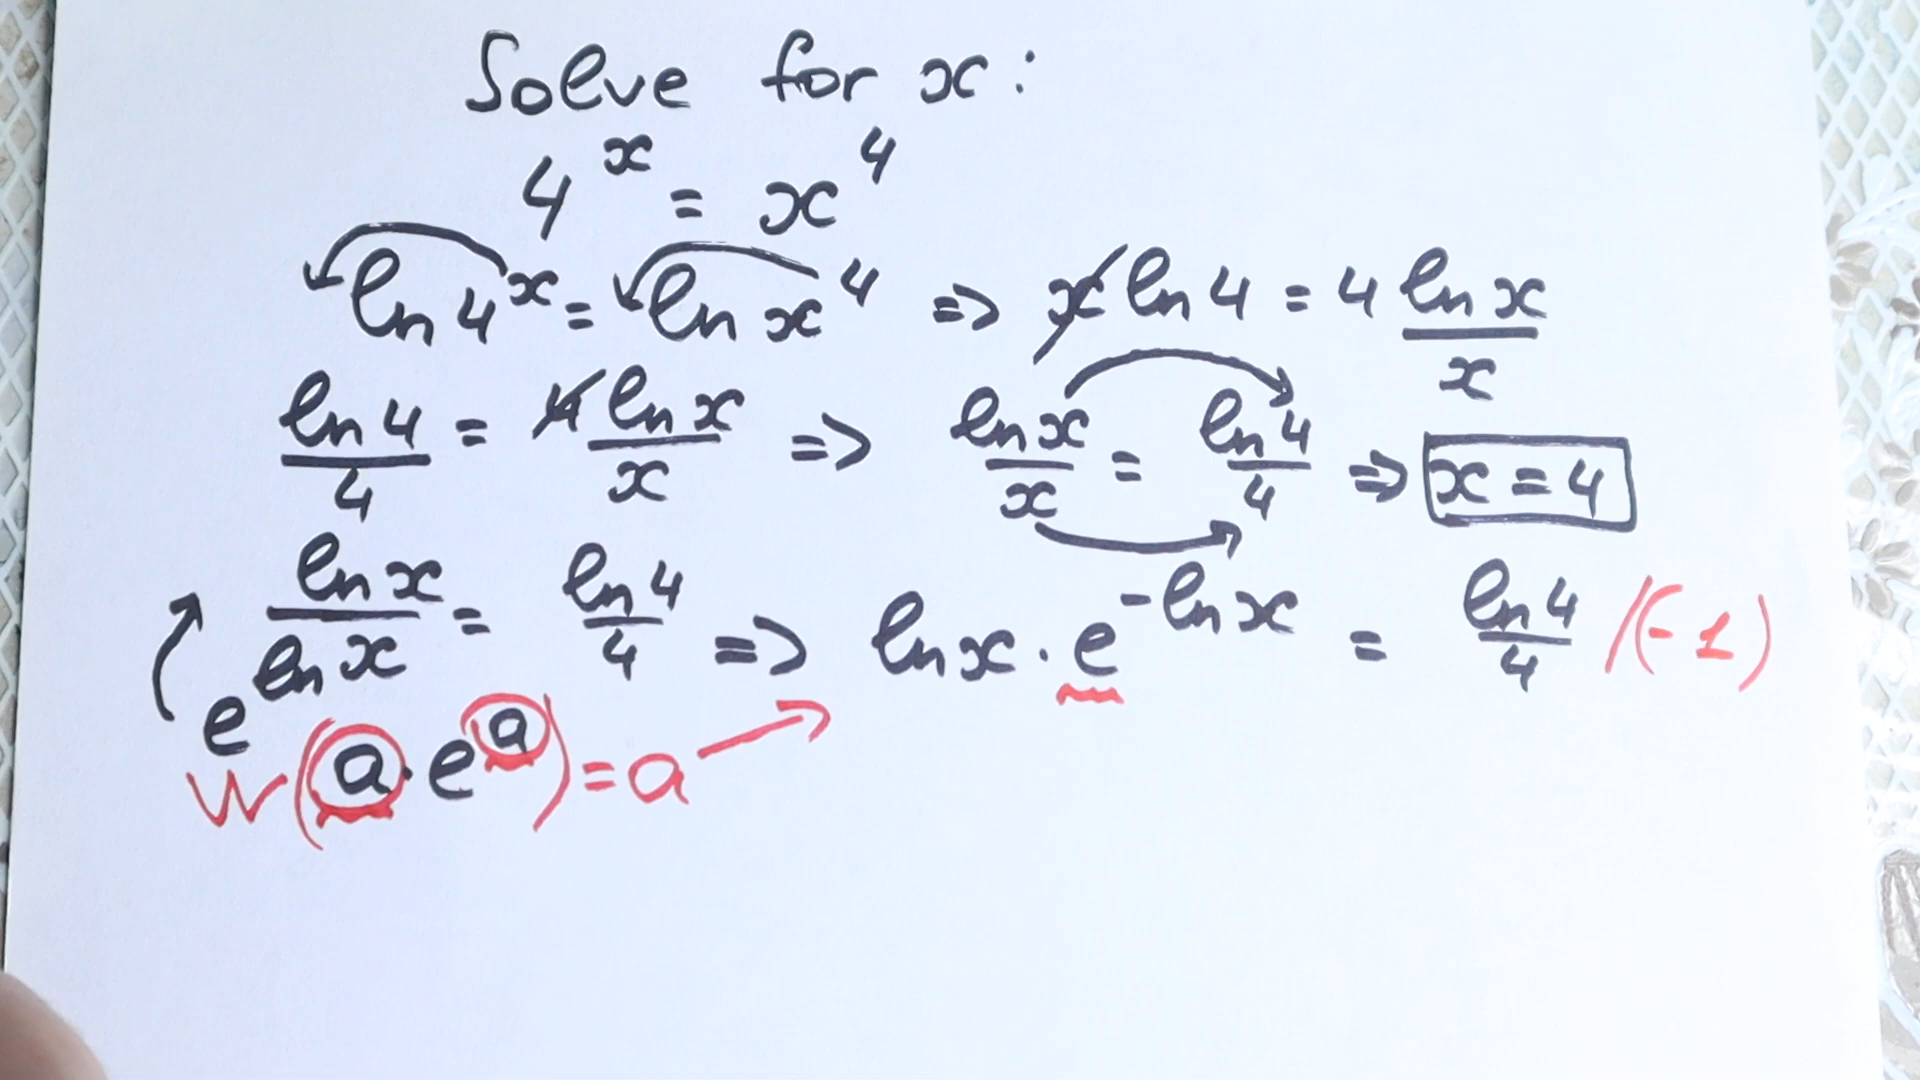 Solve for x:
4^x = x^4
ln 4^x = ln x^4 => x ln 4 = 4 ln x / x
ln 4 / 4 = 4 ln x / x => ln x / x = ln 4 / 4 => x = 4
ln x / e^ln x = ln 4 / 4 => ln x · e^-ln x = ln 4 / 4 /(-1)
W(a · e^a) = a